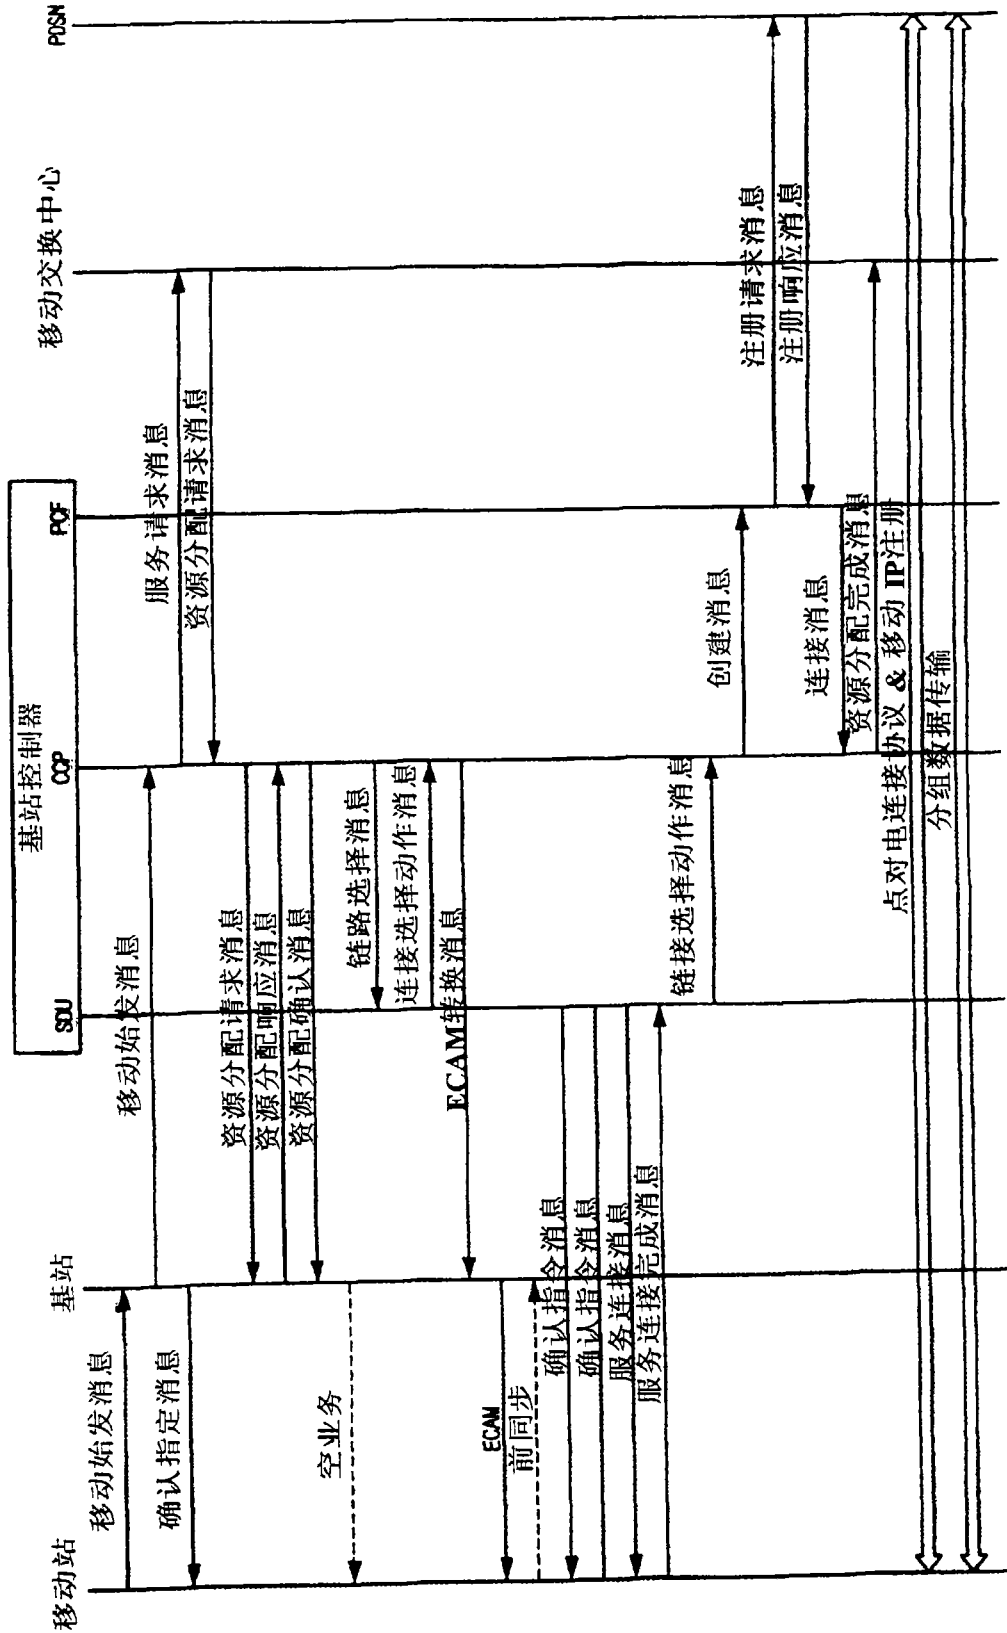 移动站
基站
基站控制器
SDU
CCP
PCF
移动交换中心
PDSN
移动始发消息
移动始发消息
服务请求消息
确认指定消息
资源分配请求消息
资源分配请求消息
资源分配响应消息
资源分配确认消息
空业务
链路选择消息
连接选择动作消息
ECAM转换消息
ECAM
前同步
确认指令消息
确认指令消息
服务连接消息
服务连接完成消息
链接选择动作消息
创建消息
注册请求消息
注册响应消息
连接消息
资源分配完成消息
点对电连接协议 & 移动 IP注册
分组数据传输